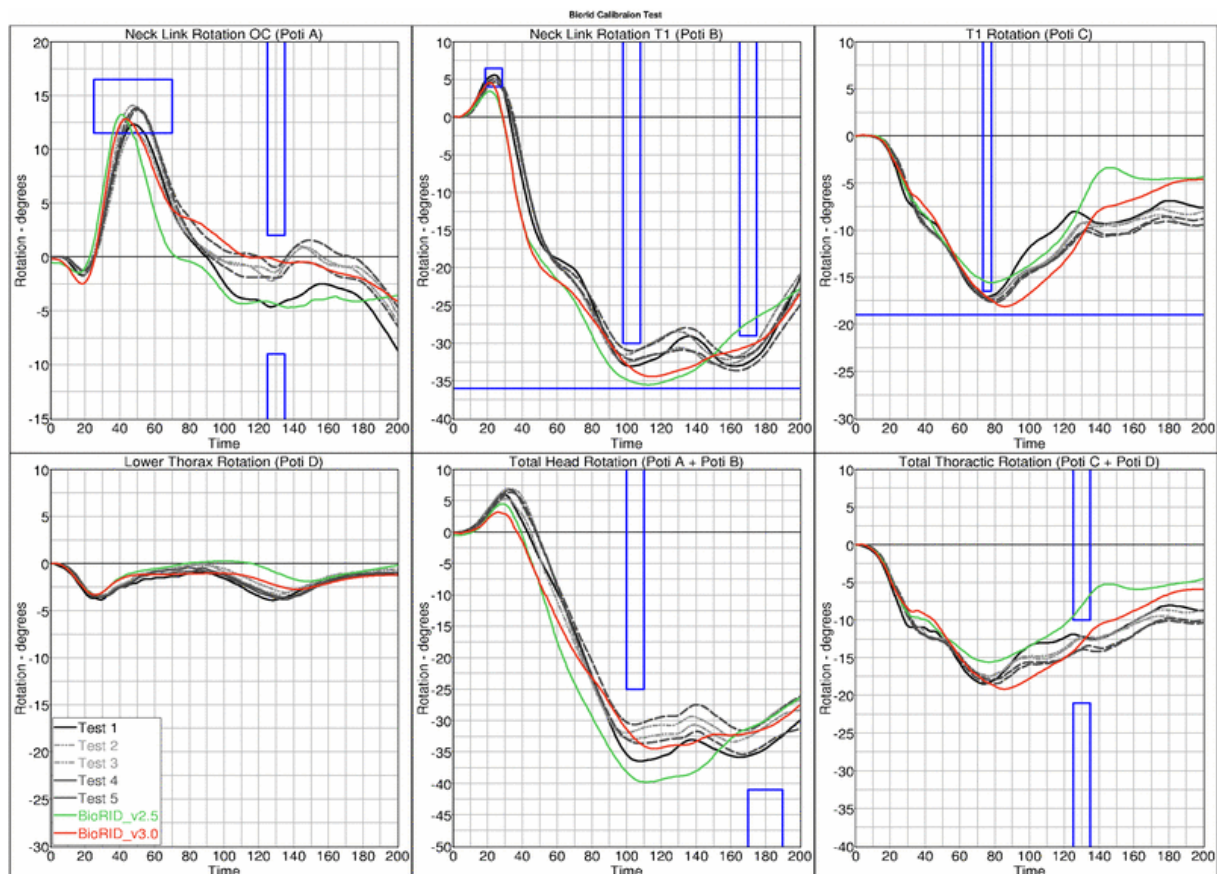 Biorid Calibraion Test
Neck Link Rotation OC (Poti A)
Neck Link Rotation T1 (Poti B)
T1 Rotation (Poti C)
Rotation - degrees
20
15
10
5
0
-5
-10
-15
0 20 40 60 80 100 120 140 160 180 200
Time
Rotation - degrees
10
5
0
-5
-10
-15
-20
-25
-30
-35
-40
0 20 40 60 80 100 120 140 160 180 200
Time
Rotation - degrees
10
5
0
-5
-10
-15
-20
-25
-30
0 20 40 60 80 100 120 140 160 180 200
Time
Lower Thorax Rotation (Poti D)
Total Head Rotation (Poti A + Poti B)
Total Thoractic Rotation (Poti C + Poti D)
Rotation - degrees
10
5
0
-5
-10
-15
-20
-25
-30
Test 1
Test 2
Test 3
Test 4
Test 5
BioRID_v2.5
BioRID_v3.0
0 20 40 60 80 100 120 140 160 180 200
Time
Rotation - degrees
10
5
0
-5
-10
-15
-20
-25
-30
-35
-40
-45
-50
0 20 40 60 80 100 120 140 160 180 200
Time
Rotation - degrees
10
5
0
-5
-10
-15
-20
-25
-30
-35
-40
0 20 40 60 80 100 120 140 160 180 200
Time